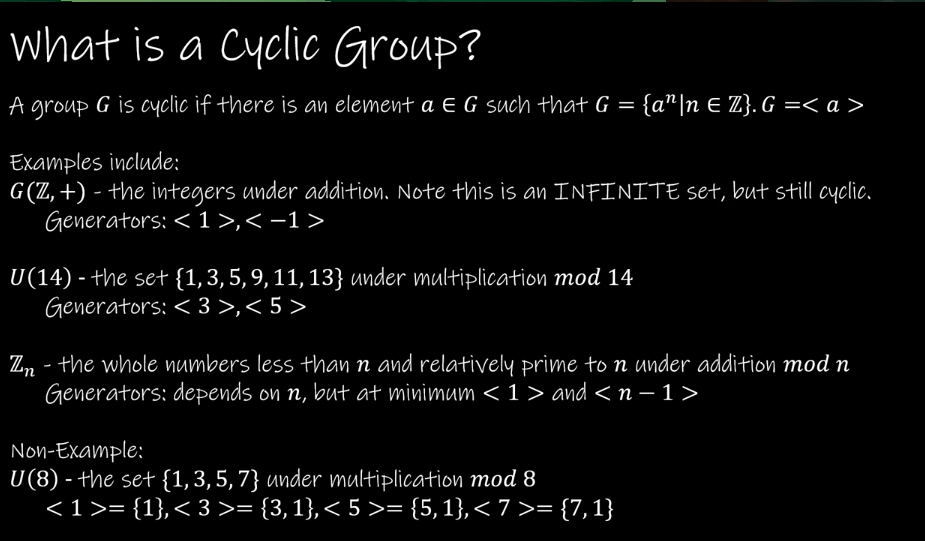 What is a Cyclic Group?
A group G is cyclic if there is an element a ∈ G such that G = {aⁿ|n ∈ ℤ}. G =< a >
Examples include:
G(ℤ, +) - the integers under addition. Note this is an INFINITE set, but still cyclic.
Generators: < 1 >, < −1 >
U(14) - the set {1, 3, 5, 9, 11, 13} under multiplication mod 14
Generators: < 3 >, < 5 >
ℤₙ - the whole numbers less than n and relatively prime to n under addition mod n
Generators: depends on n, but at minimum < 1 > and < n − 1 >
Non-Example:
U(8) - the set {1, 3, 5, 7} under multiplication mod 8
< 1 >= {1}, < 3 >= {3, 1}, < 5 >= {5, 1}, < 7 >= {7, 1}